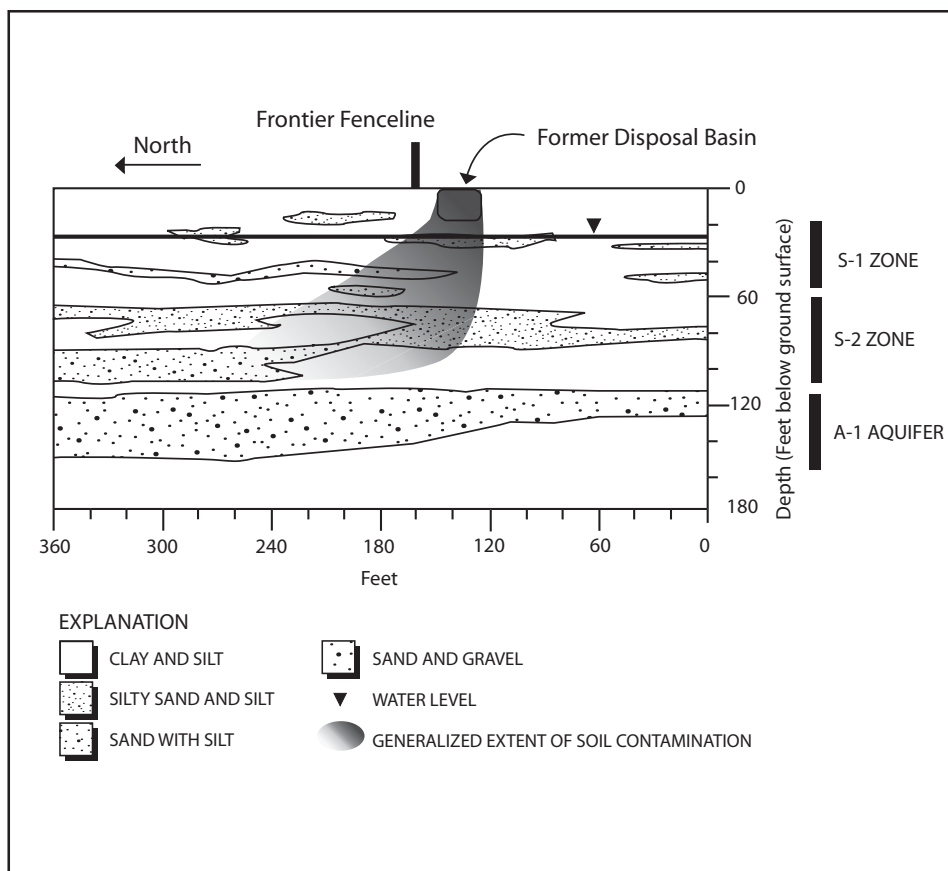 Frontier Fenceline
Former Disposal Basin
North
0
60
120
180
Depth (Feet below ground surface)
S-1 ZONE
S-2 ZONE
A-1 AQUIFER
360
300
240
180
120
60
0
Feet
EXPLANATION
CLAY AND SILT
SILTY SAND AND SILT
SAND WITH SILT
SAND AND GRAVEL
WATER LEVEL
GENERALIZED EXTENT OF SOIL CONTAMINATION